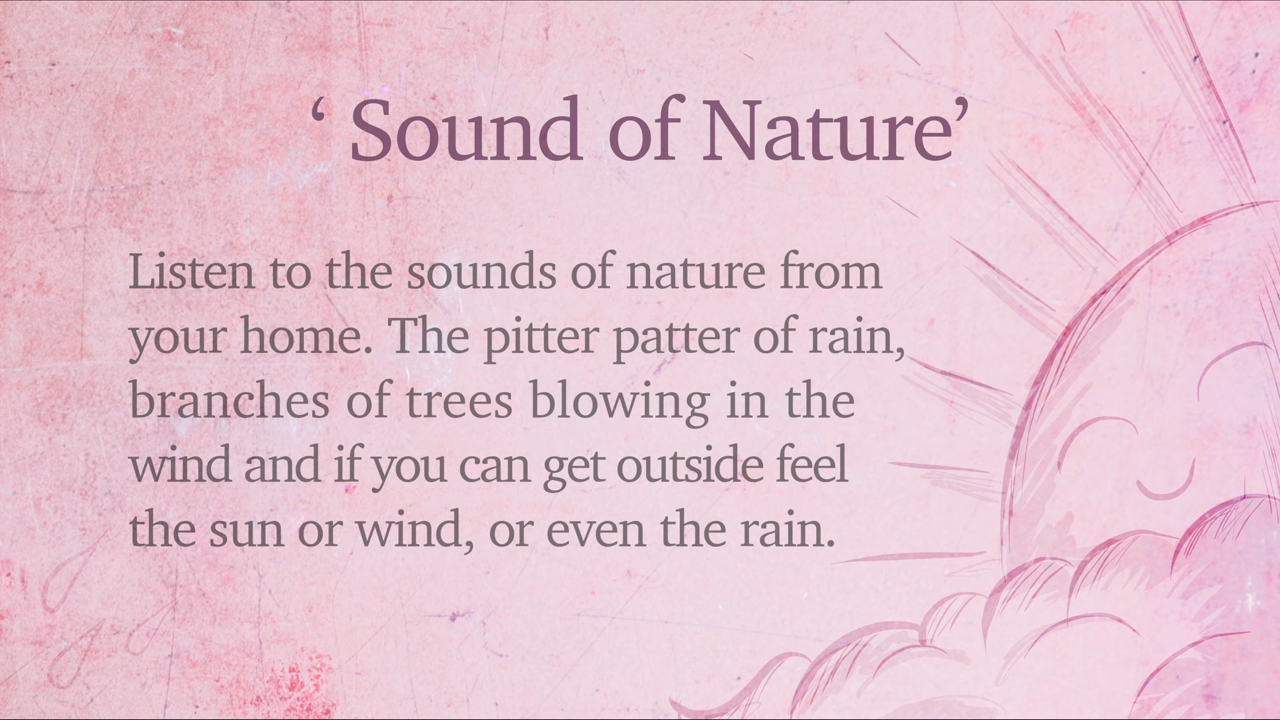 ‘ Sound of Nature’
Listen to the sounds of nature from
your home. The pitter patter of rain,
branches of trees blowing in the
wind and if you can get outside feel
the sun or wind, or even the rain.